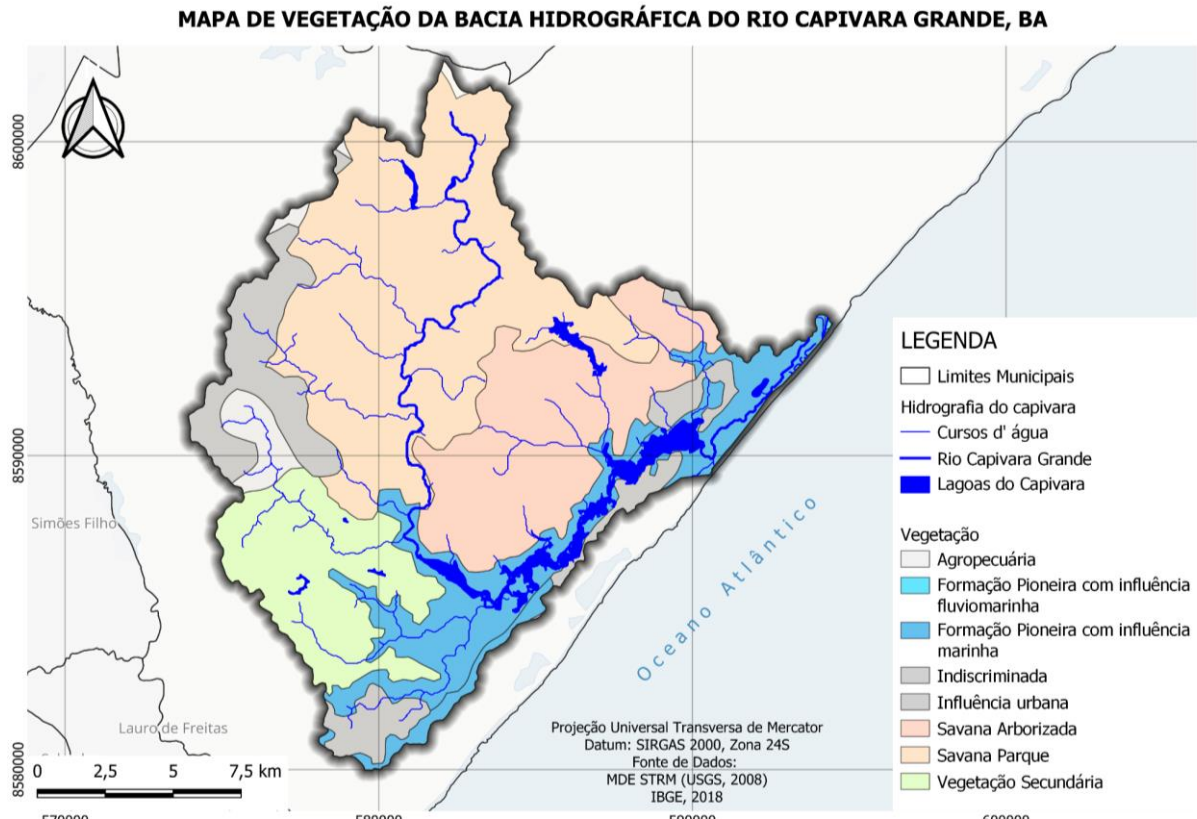 MAPA DE VEGETAÇÃO DA BACIA HIDROGRÁFICA DO RIO CAPIVARA GRANDE, BA
8600000
8590000
8580000
Simões Filho
Lauro de Freitas
Oceano Atlântico
0 2,5 5 7,5 km
Projeção Universal Transversa de Mercator
Datum: SIRGAS 2000, Zona 24S
Fonte de Dados:
MDE STRM (USGS, 2008)
IBGE, 2018
LEGENDA
Limites Municipais
Hidrografia do capivara
Cursos d' água
Rio Capivara Grande
Lagoas do Capivara
Vegetação
Agropecuária
Formação Pioneira com influência
fluviomarinha
Formação Pioneira com influência
marinha
Indiscriminada
Influência urbana
Savana Arborizada
Savana Parque
Vegetação Secundária